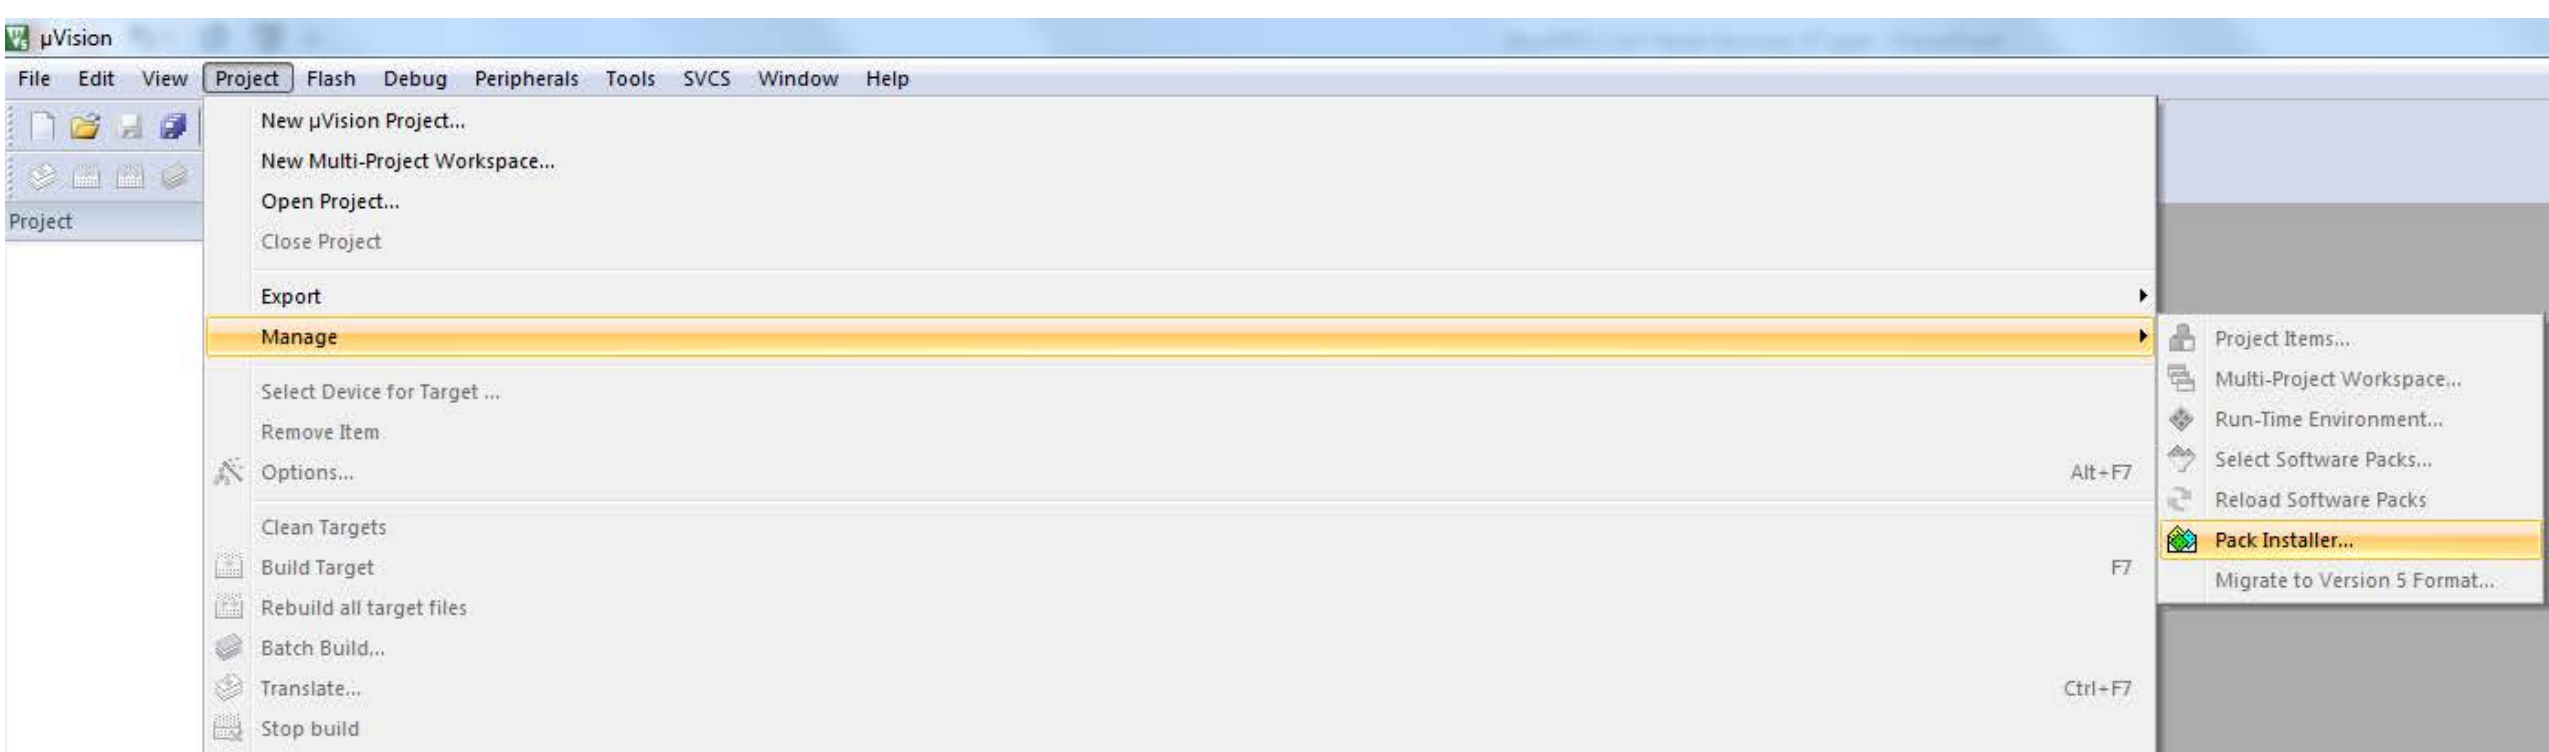 µVision
File Edit View Project Flash Debug Peripherals Tools SVCS Window Help
New µVision Project...
New Multi-Project Workspace...
Open Project...
Project
Close Project
Export
Manage
Project Items...
Multi-Project Workspace...
Select Device for Target ...
Run-Time Environment...
Remove Item
Select Software Packs...
Options... Alt+F7
Reload Software Packs
Clean Targets
Pack Installer...
Build Target F7
Migrate to Version 5 Format...
Rebuild all target files
Batch Build...
Translate... Ctrl+F7
Stop build